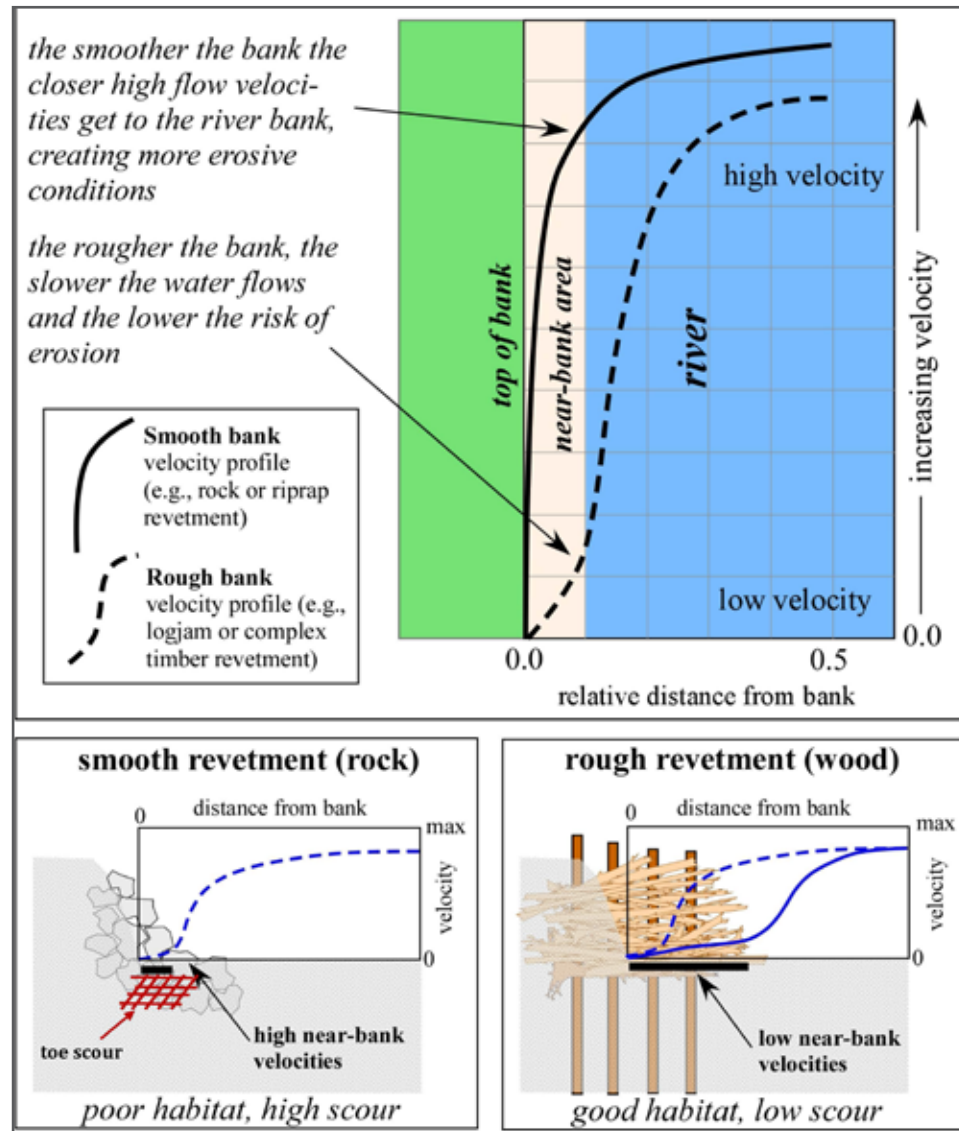 the smoother the bank the
closer high flow veloci-
ties get to the river bank,
creating more erosive
conditions
the rougher the bank, the
slower the water flows
and the lower the risk of
erosion
Smooth bank
velocity profile
(e.g., rock or riprap
revetment)
Rough bank
velocity profile (e.g.,
logjam or complex
timber revetment)
top of bank
near-bank area
river
high velocity
low velocity
increasing velocity
0.0
0.0
0.5
relative distance from bank
smooth revetment (rock)
0
distance from bank
max
velocity
0
toe scour
high near-bank
velocities
poor habitat, high scour
rough revetment (wood)
0
distance from bank
max
velocity
0
low near-bank
velocities
good habitat, low scour